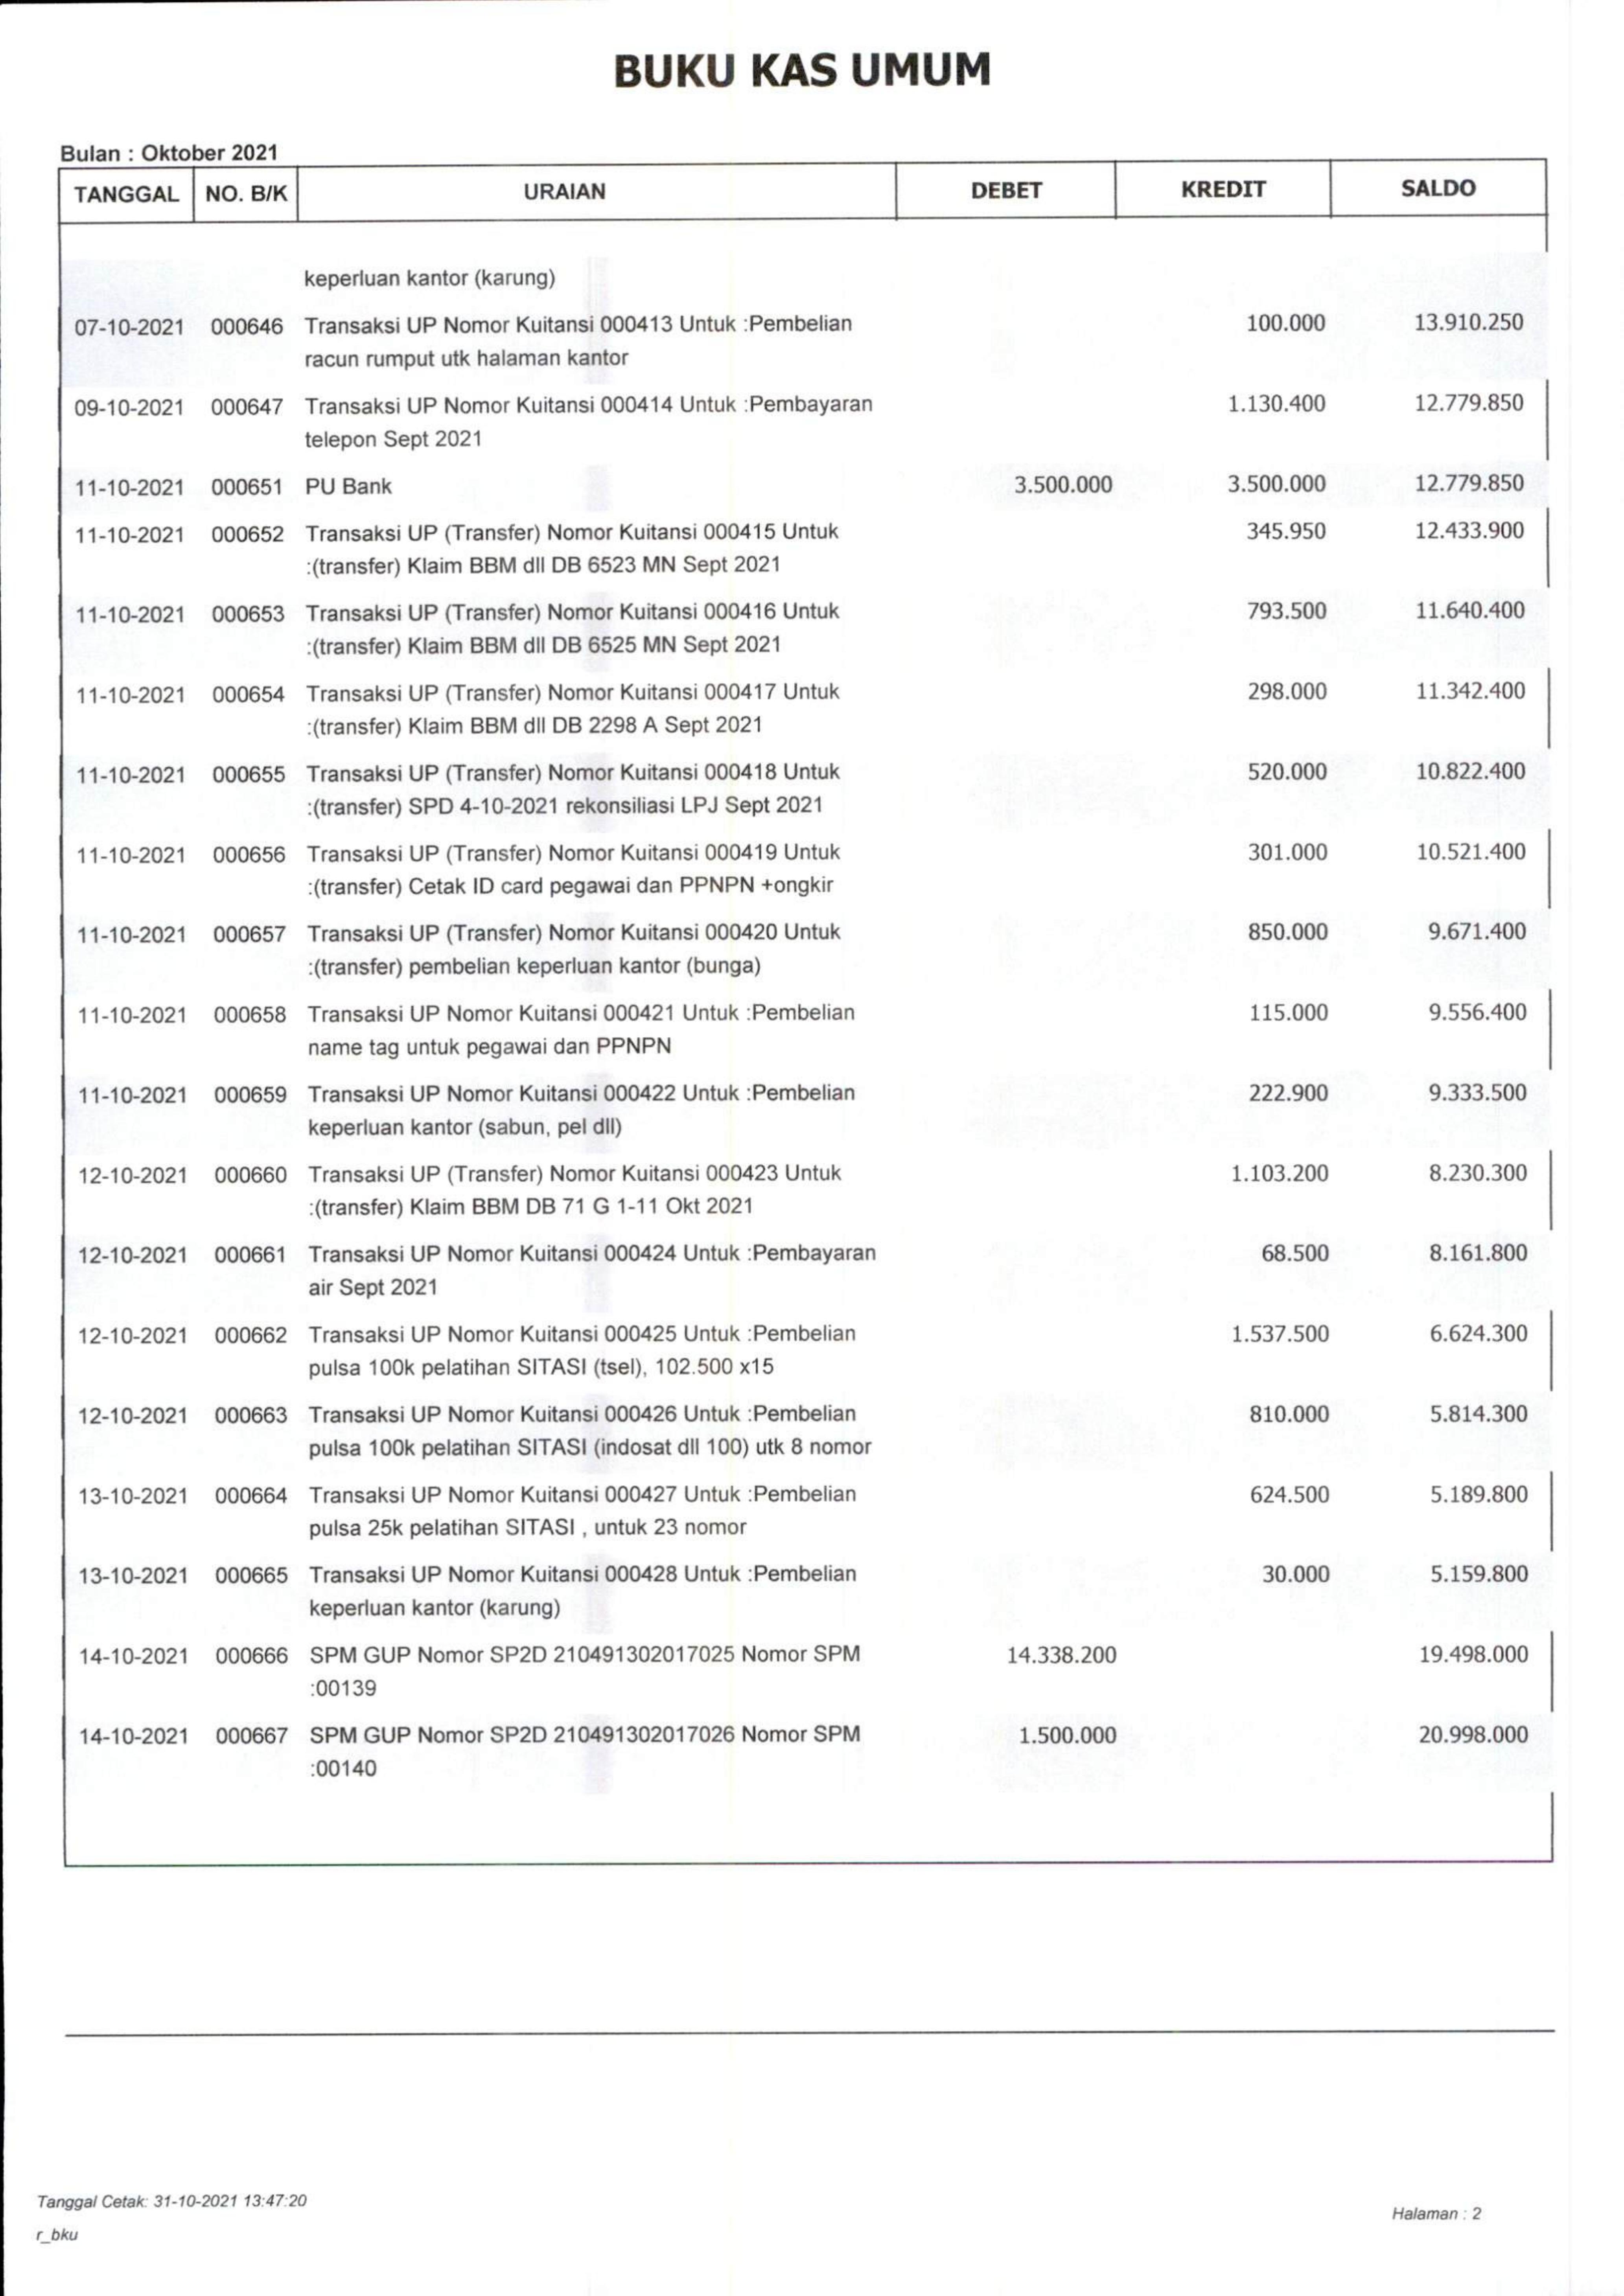 BUKU KAS UMUM
Bulan : Oktober 2021
TANGGAL NO. B/K URAIAN DEBET KREDIT SALDO
keperluan kantor (karung)
07-10-2021 000646 Transaksi UP Nomor Kuitansi 000413 Untuk :Pembelian 100.000 13.910.250
racun rumput utk halaman kantor
09-10-2021 000647 Transaksi UP Nomor Kuitansi 000414 Untuk :Pembayaran 1.130.400 12.779.850
telepon Sept 2021
11-10-2021 000651 PU Bank 3.500.000 3.500.000 12.779.850
11-10-2021 000652 Transaksi UP (Transfer) Nomor Kuitansi 000415 Untuk 345.950 12.433.900
:(transfer) Klaim BBM dll DB 6523 MN Sept 2021
11-10-2021 000653 Transaksi UP (Transfer) Nomor Kuitansi 000416 Untuk 793.500 11.640.400
:(transfer) Klaim BBM dll DB 6525 MN Sept 2021
11-10-2021 000654 Transaksi UP (Transfer) Nomor Kuitansi 000417 Untuk 298.000 11.342.400
:(transfer) Klaim BBM dll DB 2298 A Sept 2021
11-10-2021 000655 Transaksi UP (Transfer) Nomor Kuitansi 000418 Untuk 520.000 10.822.400
:(transfer) SPD 4-10-2021 rekonsiliasi LPJ Sept 2021
11-10-2021 000656 Transaksi UP (Transfer) Nomor Kuitansi 000419 Untuk 301.000 10.521.400
:(transfer) Cetak ID card pegawai dan PPNPN +ongkir
11-10-2021 000657 Transaksi UP (Transfer) Nomor Kuitansi 000420 Untuk 850.000 9.671.400
:(transfer) pembelian keperluan kantor (bunga)
11-10-2021 000658 Transaksi UP Nomor Kuitansi 000421 Untuk :Pembelian 115.000 9.556.400
name tag untuk pegawai dan PPNPN
11-10-2021 000659 Transaksi UP Nomor Kuitansi 000422 Untuk :Pembelian 222.900 9.333.500
keperluan kantor (sabun, pel dll)
12-10-2021 000660 Transaksi UP (Transfer) Nomor Kuitansi 000423 Untuk 1.103.200 8.230.300
:(transfer) Klaim BBM DB 71 G 1-11 Okt 2021
12-10-2021 000661 Transaksi UP Nomor Kuitansi 000424 Untuk :Pembayaran 68.500 8.161.800
air Sept 2021
12-10-2021 000662 Transaksi UP Nomor Kuitansi 000425 Untuk :Pembelian 1.537.500 6.624.300
pulsa 100k pelatihan SITASI (tsel), 102.500 x15
12-10-2021 000663 Transaksi UP Nomor Kuitansi 000426 Untuk :Pembelian 810.000 5.814.300
pulsa 100k pelatihan SITASI (indosat dll 100) utk 8 nomor
13-10-2021 000664 Transaksi UP Nomor Kuitansi 000427 Untuk :Pembelian 624.500 5.189.800
pulsa 25k pelatihan SITASI , untuk 23 nomor
13-10-2021 000665 Transaksi UP Nomor Kuitansi 000428 Untuk :Pembelian 30.000 5.159.800
keperluan kantor (karung)
14-10-2021 000666 SPM GUP Nomor SP2D 210491302017025 Nomor SPM 14.338.200 19.498.000
:00139
14-10-2021 000667 SPM GUP Nomor SP2D 210491302017026 Nomor SPM 1.500.000 20.998.000
:00140
Tanggal Cetak: 31-10-2021 13:47:20
Halaman : 2
r_bku